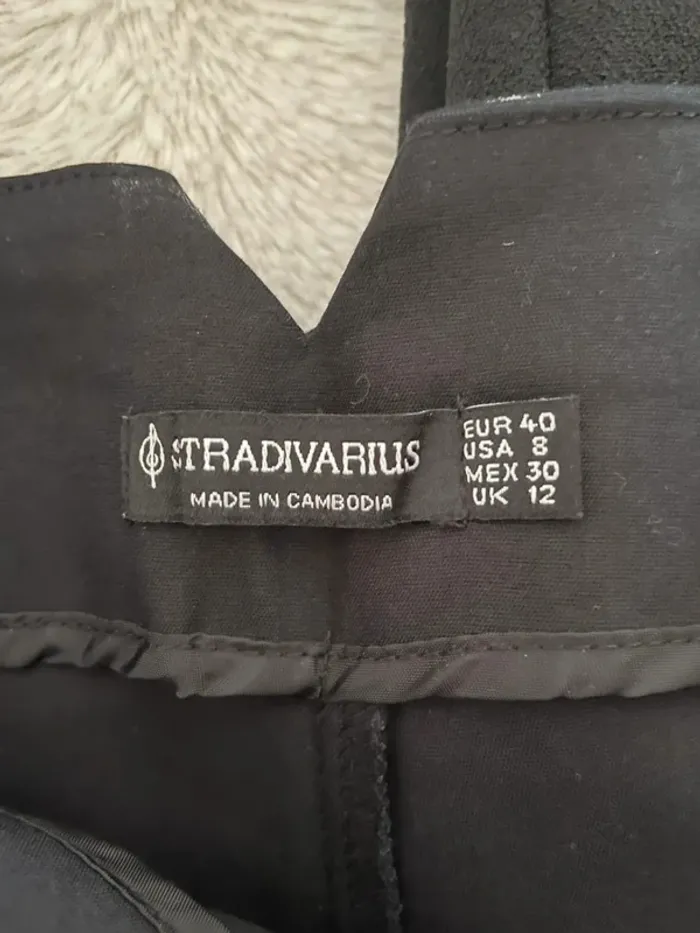 STRADIVARIUS
MADE IN CAMBODIA
EUR 40
USA 8
MEX 30
UK 12